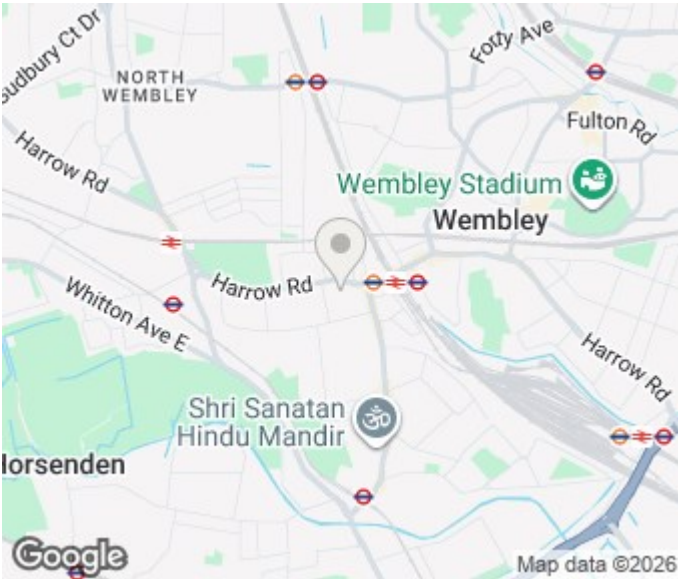 Sudbury Ct Dr
Forty Ave
NORTH
WEMBLEY
Fulton Rd
Harrow Rd
Wembley Stadium
Wembley
Harrow Rd
Whitton Ave E
Harrow Rd
Shri Sanatan
Hindu Mandir
Horsenden
Google
Map data ©2026